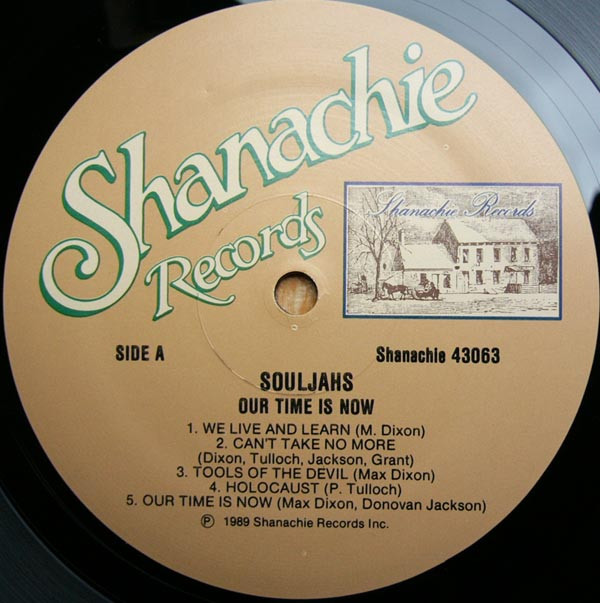 Shanachie
Records
Shanachie Records
SIDE A
Shanachie 43063
SOULJAHS
OUR TIME IS NOW
1. WE LIVE AND LEARN (M. Dixon)
2. CAN'T TAKE NO MORE
(Dixon, Tulloch, Jackson, Grant)
3. TOOLS OF THE DEVIL (Max Dixon)
4. HOLOCAUST (P. Tulloch)
5. OUR TIME IS NOW (Max Dixon, Donovan Jackson)
℗ 1989 Shanachie Records Inc.